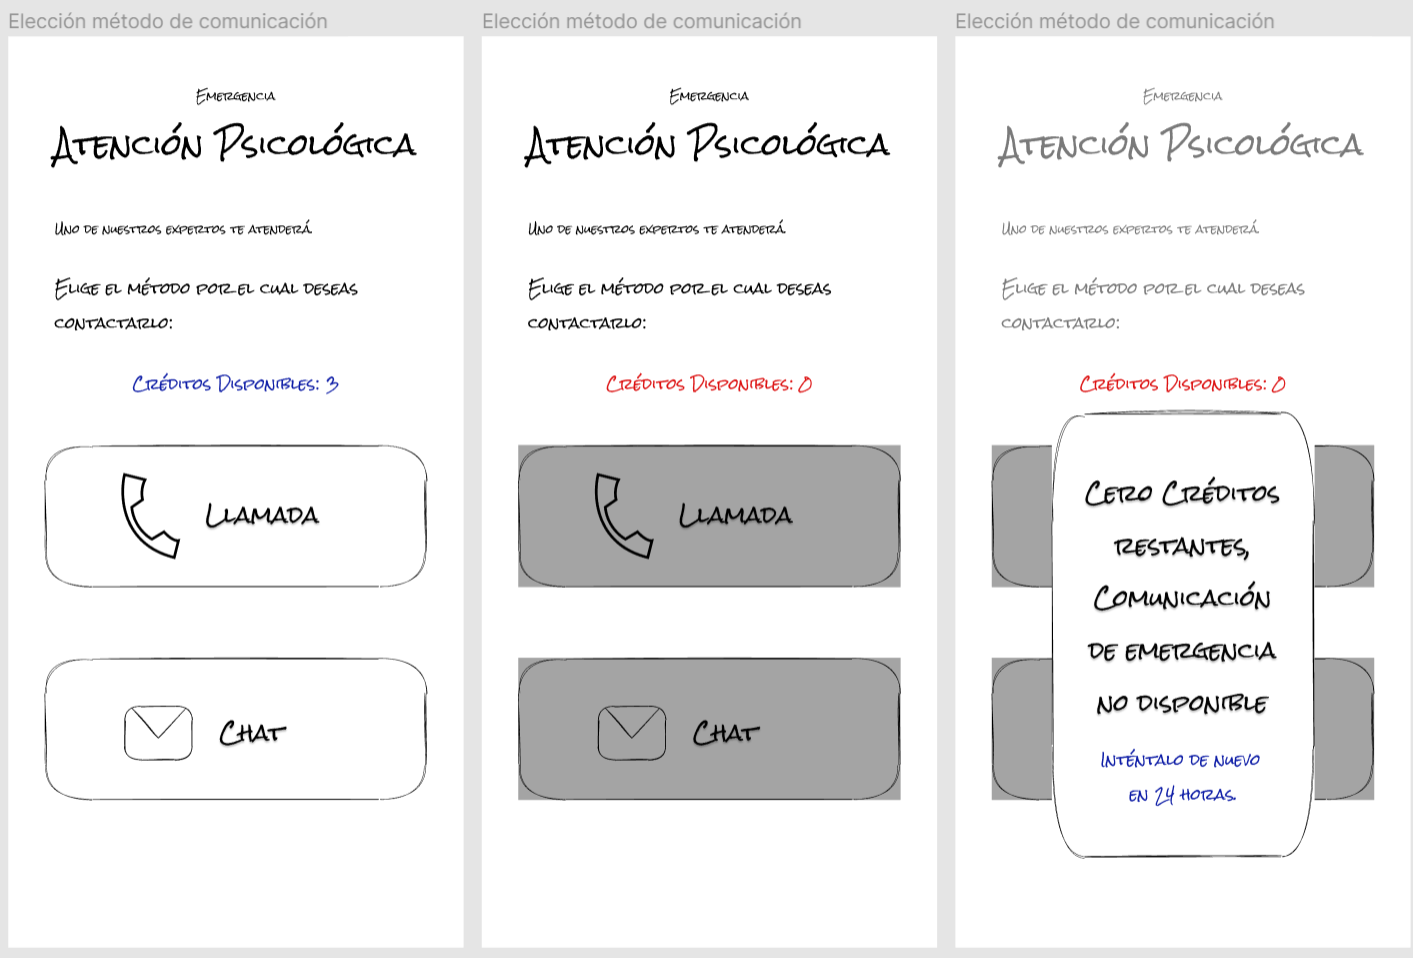 Elección método de comunicación
Emergencia
Atención Psicológica
Uno de nuestros expertos te atenderá.
Elige el método por el cual deseas
contactarlo:
Créditos Disponibles: 3
Llamada
Chat
Elección método de comunicación
Emergencia
Atención Psicológica
Uno de nuestros expertos te atenderá.
Elige el método por el cual deseas
contactarlo:
Créditos Disponibles: 0
Llamada
Chat
Elección método de comunicación
Emergencia
Atención Psicológica
Uno de nuestros expertos te atenderá.
Elige el método por el cual deseas
contactarlo:
Créditos Disponibles: 0
Cero Créditos
restantes,
Comunicación
de emergencia
no disponible
Inténtalo de nuevo
en 24 horas.